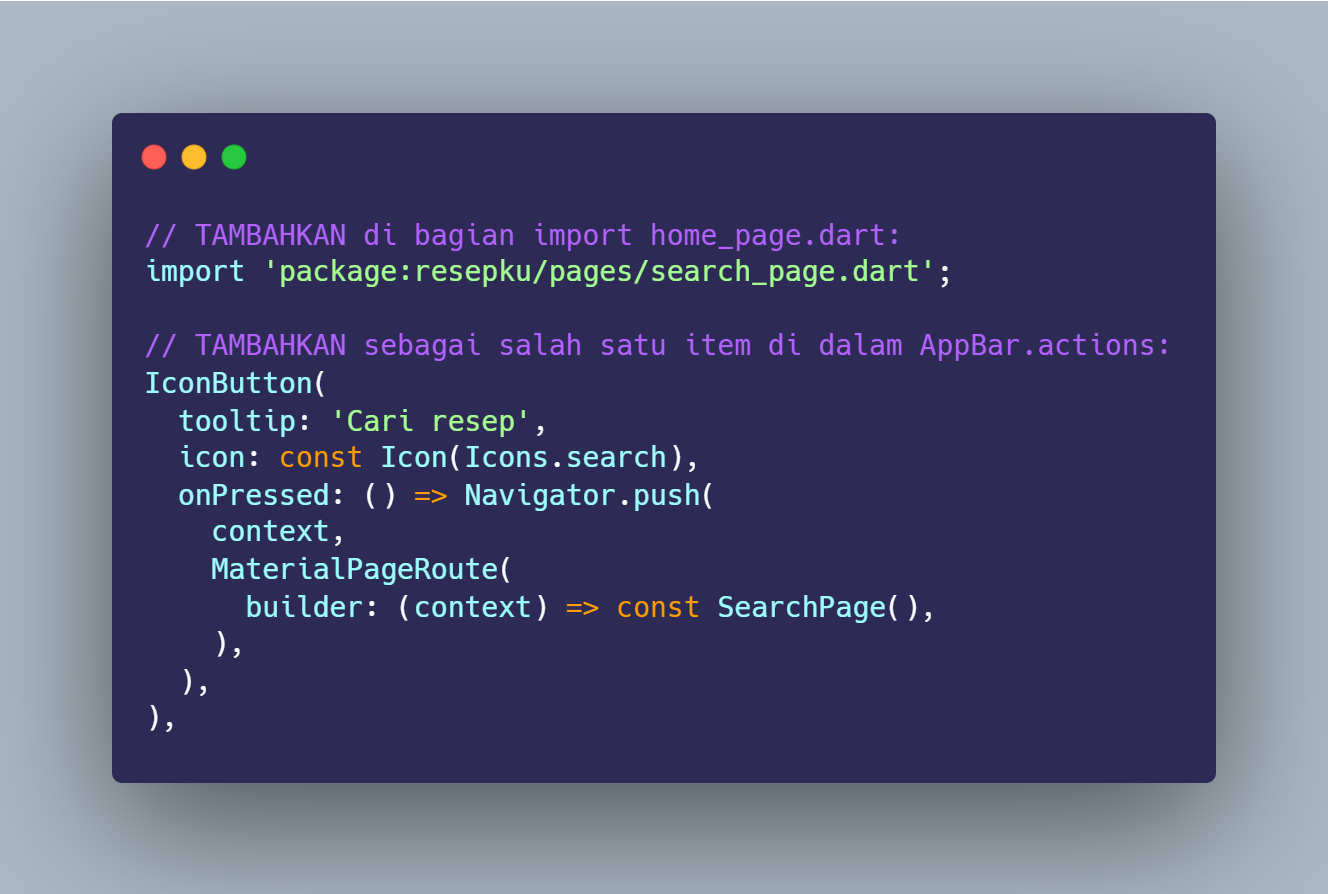 // TAMBAHKAN di bagian import home_page.dart:
import 'package:resepku/pages/search_page.dart';

// TAMBAHKAN sebagai salah satu item di dalam AppBar.actions:
IconButton(
  tooltip: 'Cari resep',
  icon: const Icon(Icons.search),
  onPressed: () => Navigator.push(
    context,
    MaterialPageRoute(
      builder: (context) => const SearchPage(),
    ),
  ),
),